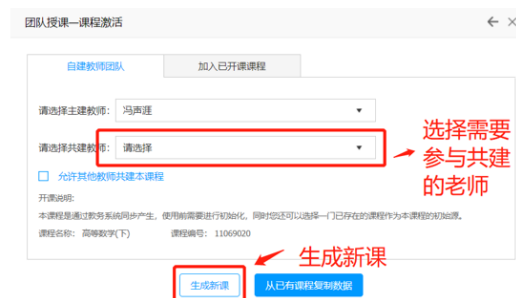 团队授课—课程激活
自建教师团队
加入已开课课程
请选择主建教师：
冯声涯
请选择共建教师：
请选择
选择需要
参与共建
的老师
允许其他教师共建本课程
开课说明:
本课程是通过教务系统同步产生，使用前需要进行初始化，同时您还可以选择一门已存在的课程作为本课程的初始源。
课程名称: 高等数学(下) 课程编号: 11069020
生成新课
生成新课
从已有课程复制数据